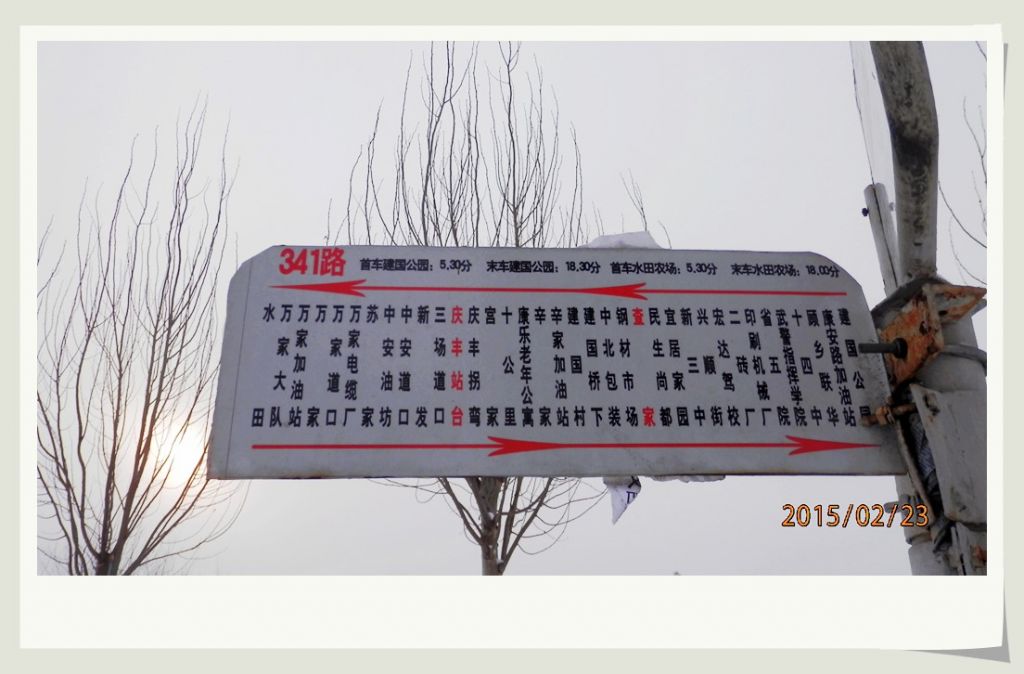 341路
首车建国公园：5.30分 末车建国公园：18.30分 首车水田农场：5.30分 末车水田农场：18.00分
水田
万家大队
万家加油站
万家
万家道口
万家电缆厂
苏家
中安油坊
中安道口
新发
三场道口
庆丰站台
庆丰拐弯
宫家
十公里
康乐老年公寓
辛家
辛家加油站
建国村
建国桥下
中北包装
钢材市场
查家
民生尚都
宜居家园
新三中
兴顺街
宏达驾校
二砖厂
印刷机械厂
省五院
武警指挥学院
十四中
顾乡联华
康安路加油站
建国公园
2015/02/23